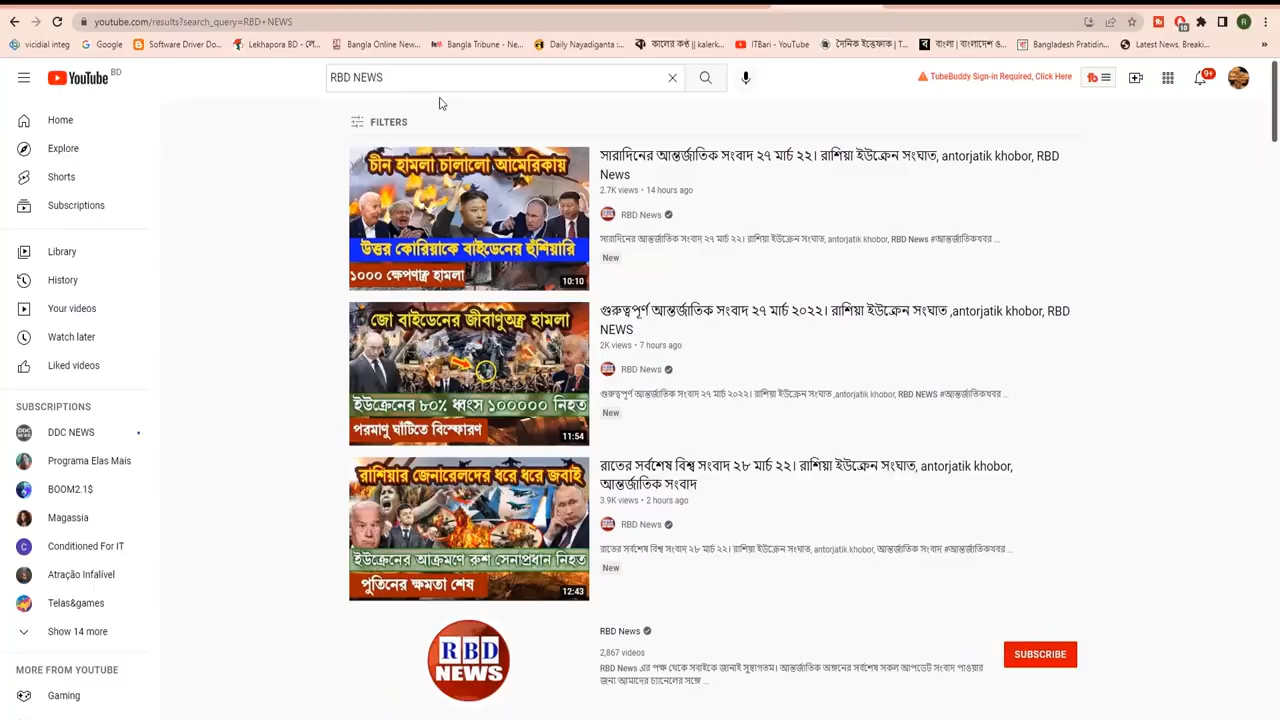 youtube.com/results?search_query=RBD+NEWS
vicidial integ
Google
Software Driver Do...
Lekhapora BD - লে...
Bangla Online New...
Bangla Tribune - Ne...
Daily Nayadiganta :...
কালের কণ্ঠ || kalerk...
ITBari - YouTube
দৈনিক ইত্তেফাক | T...
বাংলা | বাংলাদেশ ও...
Bangladesh Pratidin...
Latest News, Breaki...
»
YouTube BD
RBD NEWS
TubeBuddy Sign-in Required, Click Here
tb
9+
FILTERS
Home
Explore
Shorts
Subscriptions
Library
History
Your videos
Watch later
Liked videos
SUBSCRIPTIONS
DDC NEWS
Programa Elas Mais
BOOM2.1$
Magassia
Conditioned For IT
Atração Infalível
Telas&games
Show 14 more
MORE FROM YOUTUBE
Gaming
চীন হামলা চালালো আমেরিকায়
উত্তর কোরিয়াকে বাইডেনের হুঁশিয়ারি
১০০০ ক্ষেপণাস্ত্র হামলা
10:10
সারাদিনের আন্তর্জাতিক সংবাদ ২৭ মার্চ ২২। রাশিয়া ইউক্রেন সংঘাত, antorjatik khobor, RBD
News
2.7K views • 14 hours ago
RBD News
সারাদিনের আন্তর্জাতিক সংবাদ ২৭ মার্চ ২২। রাশিয়া ইউক্রেন সংঘাত, antorjatik khobor, RBD News #আন্তর্জাতিকখবর ...
New
জো বাইডেনের জীবাণুঅস্ত্র হামলা
ইউক্রেনের ৮০% ধ্বংস ১০০০০০ নিহত
পরমাণু ঘাঁটিতে বিস্ফোরণ
11:54
গুরুত্বপূর্ণ আন্তর্জাতিক সংবাদ ২৭ মার্চ ২০২২। রাশিয়া ইউক্রেন সংঘাত ,antorjatik khobor, RBD
NEWS
2K views • 7 hours ago
RBD News
গুরুত্বপূর্ণ আন্তর্জাতিক সংবাদ ২৭ মার্চ ২০২২। রাশিয়া ইউক্রেন সংঘাত ,antorjatik khobor, RBD NEWS #আন্তর্জাতিকখবর ...
New
রাশিয়ার জেনারেলদের ধরে ধরে জবাই
ইউক্রেনের আক্রমণে রুশ সেনাপ্রধান নিহত
পুতিনের ক্ষমতা শেষ
12:43
রাতের সর্বশেষ বিশ্ব সংবাদ ২৮ মার্চ ২২। রাশিয়া ইউক্রেন সংঘাত, antorjatik khobor,
আন্তর্জাতিক সংবাদ
3.9K views • 2 hours ago
RBD News
রাতের সর্বশেষ বিশ্ব সংবাদ ২৮ মার্চ ২২। রাশিয়া ইউক্রেন সংঘাত, antorjatik khobor, আন্তর্জাতিক সংবাদ #আন্তর্জাতিকখবর ...
New
RBD
NEWS
RBD News
2,867 videos
RBD News এর পক্ষ থেকে সবাইকে জানাই সুস্বাগতম। আন্তর্জাতিক অঙ্গনের সর্বশেষ সকল আপডেট সংবাদ পাওয়ার
জন্য আমাদের চ্যানেলের সঙ্গে ...
SUBSCRIBE